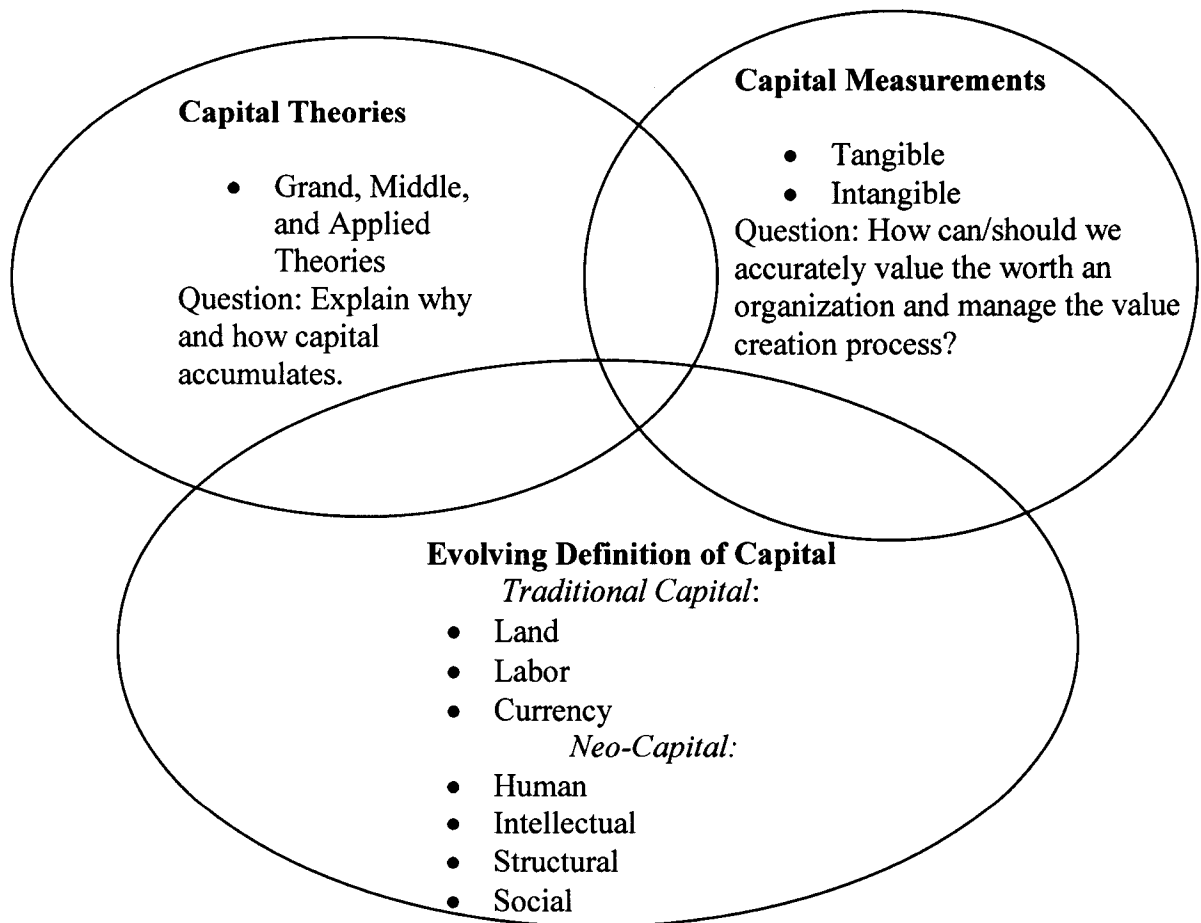 Capital Theories
• Grand, Middle,
and Applied
Theories
Question: Explain why
and how capital
accumulates.
Capital Measurements
• Tangible
• Intangible
Question: How can/should we
accurately value the worth an
organization and manage the value
creation process?
Evolving Definition of Capital
Traditional Capital:
• Land
• Labor
• Currency
Neo-Capital:
• Human
• Intellectual
• Structural
• Social